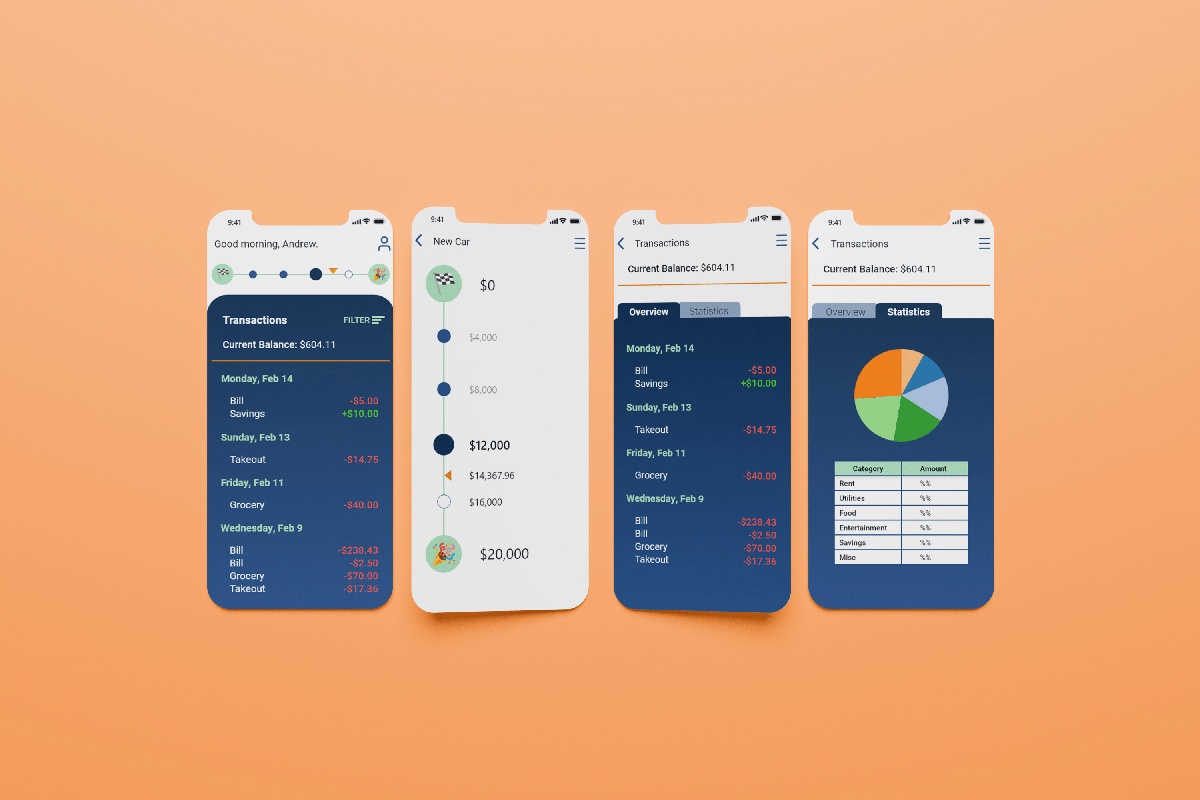 9:41
Good morning, Andrew.
Transactions FILTER
Current Balance: $604.11
Monday, Feb 14
Bill -$5.00
Savings +$10.00
Sunday, Feb 13
Takeout -$14.75
Friday, Feb 11
Grocery -$40.00
Wednesday, Feb 9
Bill -$238.43
Bill -$2.50
Grocery -$70.00
Takeout -$17.36
9:41
New Car
$0
$4,000
$8,000
$12,000
$14,367.96
$16,000
$20,000
9:41
Transactions
Current Balance: $604.11
Overview Statistics
Monday, Feb 14
Bill -$5.00
Savings +$10.00
Sunday, Feb 13
Takeout -$14.75
Friday, Feb 11
Grocery -$40.00
Wednesday, Feb 9
Bill -$238.43
Bill -$2.50
Grocery -$70.00
Takeout -$17.36
9:41
Transactions
Current Balance: $604.11
Overview Statistics
Category Amount
Rent %%
Utilities %%
Food %%
Entertainment %%
Savings %%
Misc %%